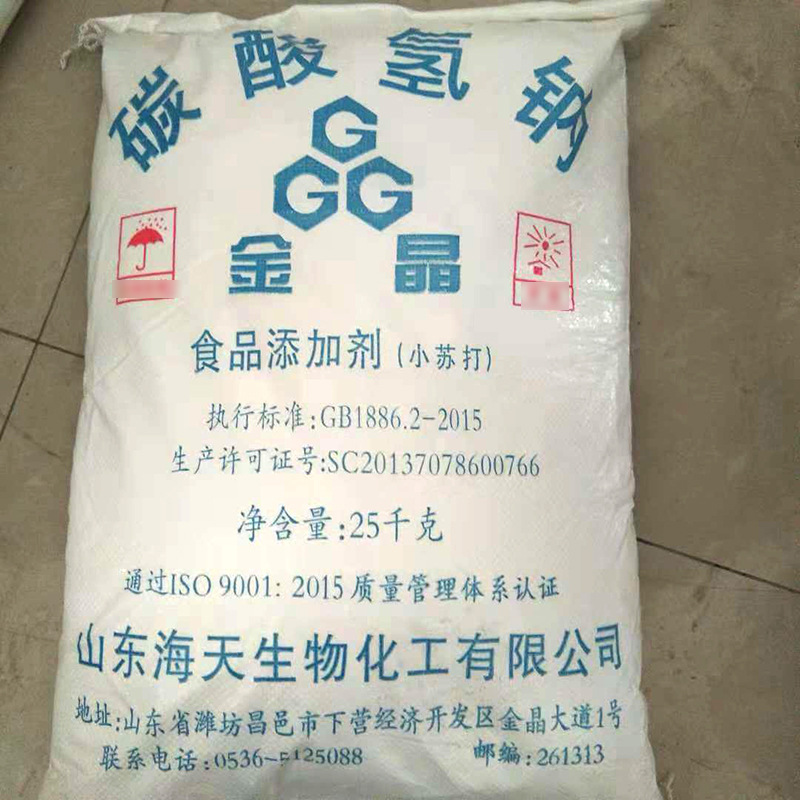 碳酸氢钠
G
GG
金晶
食品添加剂(小苏打)
执行标准:GB1886.2-2015
生产许可证号:SC20137078600766
净含量:25千克
通过ISO 9001: 2015 质量管理体系认证
山东海天生物化工有限公司
地址:山东省潍坊昌邑市下营经济开发区金晶大道1号
联系电话:0536-5125088
邮编:261313